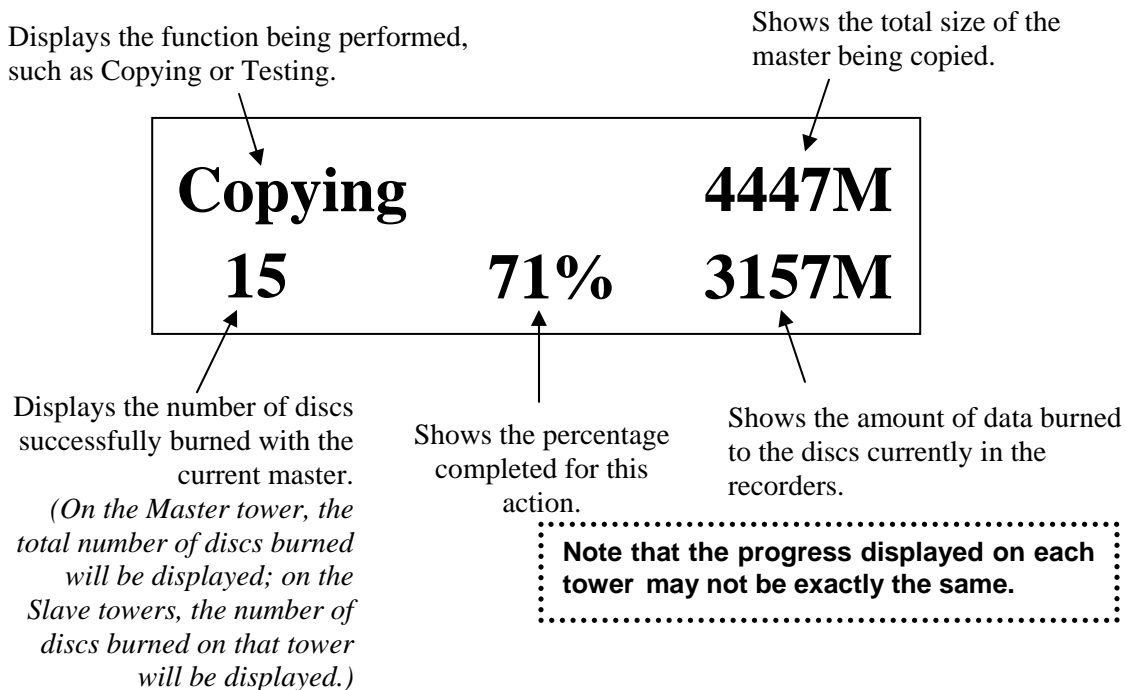 Displays the function being performed,
such as Copying or Testing.
Shows the total size of the
master being copied.
Copying 4447M
15 71% 3157M
Displays the number of discs
successfully burned with the
current master.
(On the Master tower, the
total number of discs burned
will be displayed; on the
Slave towers, the number of
discs burned on that tower
will be displayed.)
Shows the percentage
completed for this
action.
Shows the amount of data burned
to the discs currently in the
recorders.
Note that the progress displayed on each
tower may not be exactly the same.